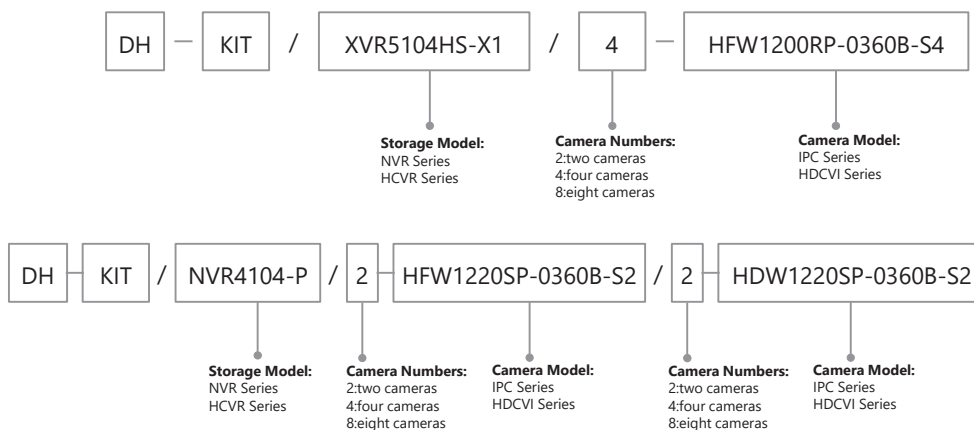 DH — KIT / XVR5104HS-X1 / 4 — HFW1200RP-0360B-S4
Storage Model:
NVR Series
HCVR Series
Camera Numbers:
2:two cameras
4:four cameras
8:eight cameras
Camera Model:
IPC Series
HDCVI Series
DH — KIT / NVR4104-P / 2 — HFW1220SP-0360B-S2 / 2 — HDW1220SP-0360B-S2
Storage Model:
NVR Series
HCVR Series
Camera Numbers:
2:two cameras
4:four cameras
8:eight cameras
Camera Model:
IPC Series
HDCVI Series
Camera Numbers:
2:two cameras
4:four cameras
8:eight cameras
Camera Model:
IPC Series
HDCVI Series